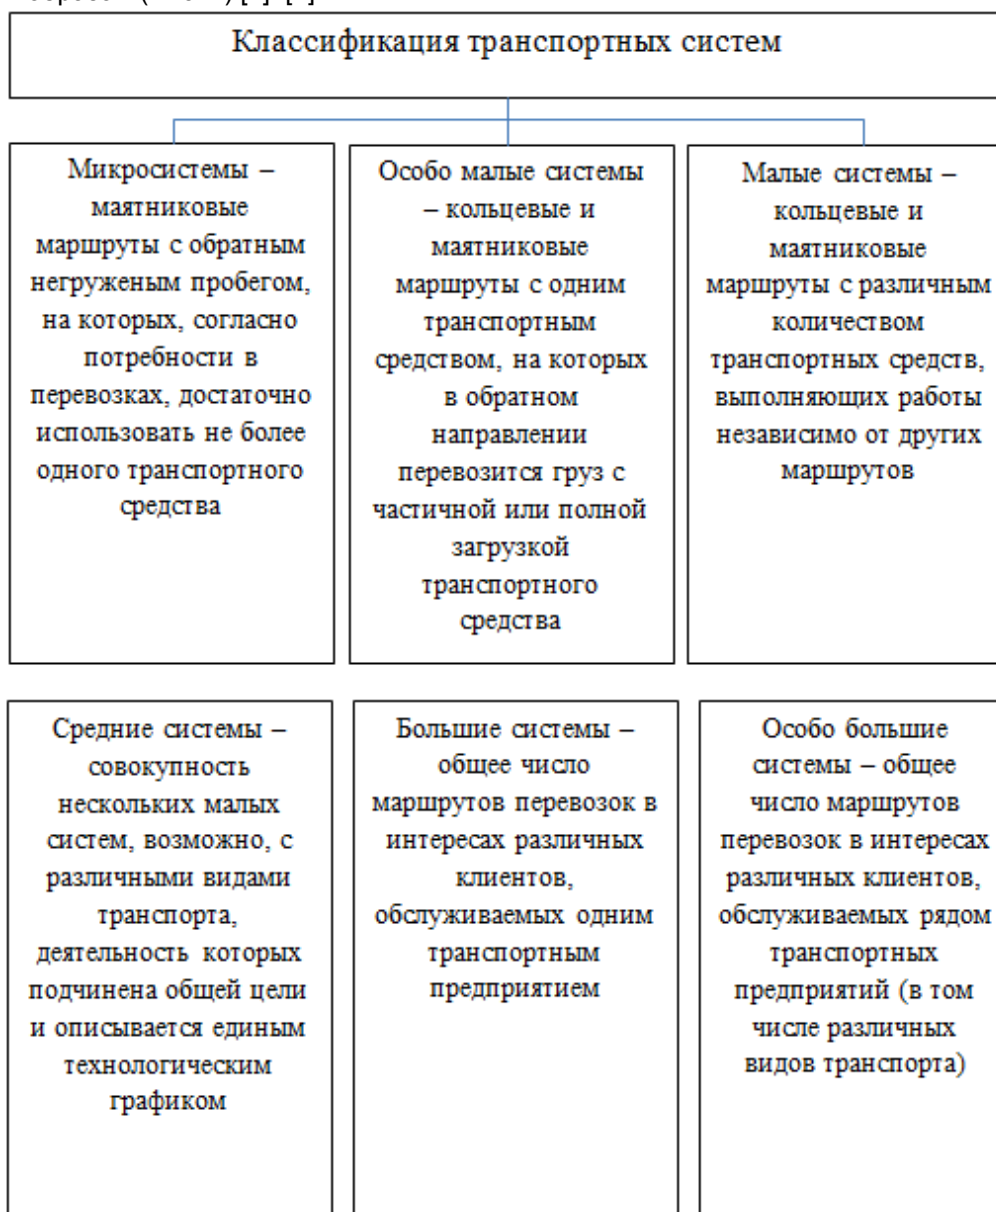 Классификация транспортных систем
Микросистемы –
маятниковые
маршруты с обратным
негруженым пробегом,
на которых, согласно
потребности в
перевозках, достаточно
использовать не более
одного транспортного
средства
Особо малые системы
– кольцевые и
маятниковые
маршруты с одним
транспортным
средством, на которых
в обратном
направлении
перевозится груз с
частичной или полной
загрузкой
транспортного
средства
Малые системы –
кольцевые и
маятниковые
маршруты с различным
количеством
транспортных средств,
выполняющих работы
независимо от других
маршрутов
Средние системы –
совокупность
нескольких малых
систем, возможно, с
различными видами
транспорта,
деятельность которых
подчинена общей цели
и описывается единым
технологическим
графиком
Большие системы –
общее число
маршрутов перевозок в
интересах различных
клиентов,
обслуживаемых одним
транспортным
предприятием
Особо большие
системы – общее
число маршрутов
перевозок в интересах
различных клиентов,
обслуживаемых рядом
транспортных
предприятий (в том
числе различных
видов транспорта)